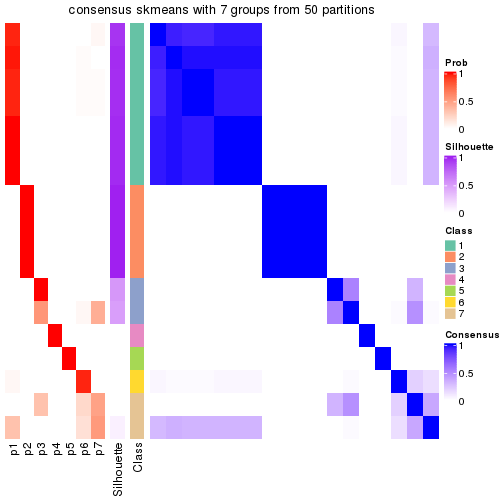 consensus skmeans with 7 groups from 50 partitions
Prob
1
0.5
0
Silhouette
1
0.5
0
Class
1
2
3
4
5
6
7
Consensus
1
0.5
0
p1
p2
p3
p4
p5
p6
p7
Silhouette
Class